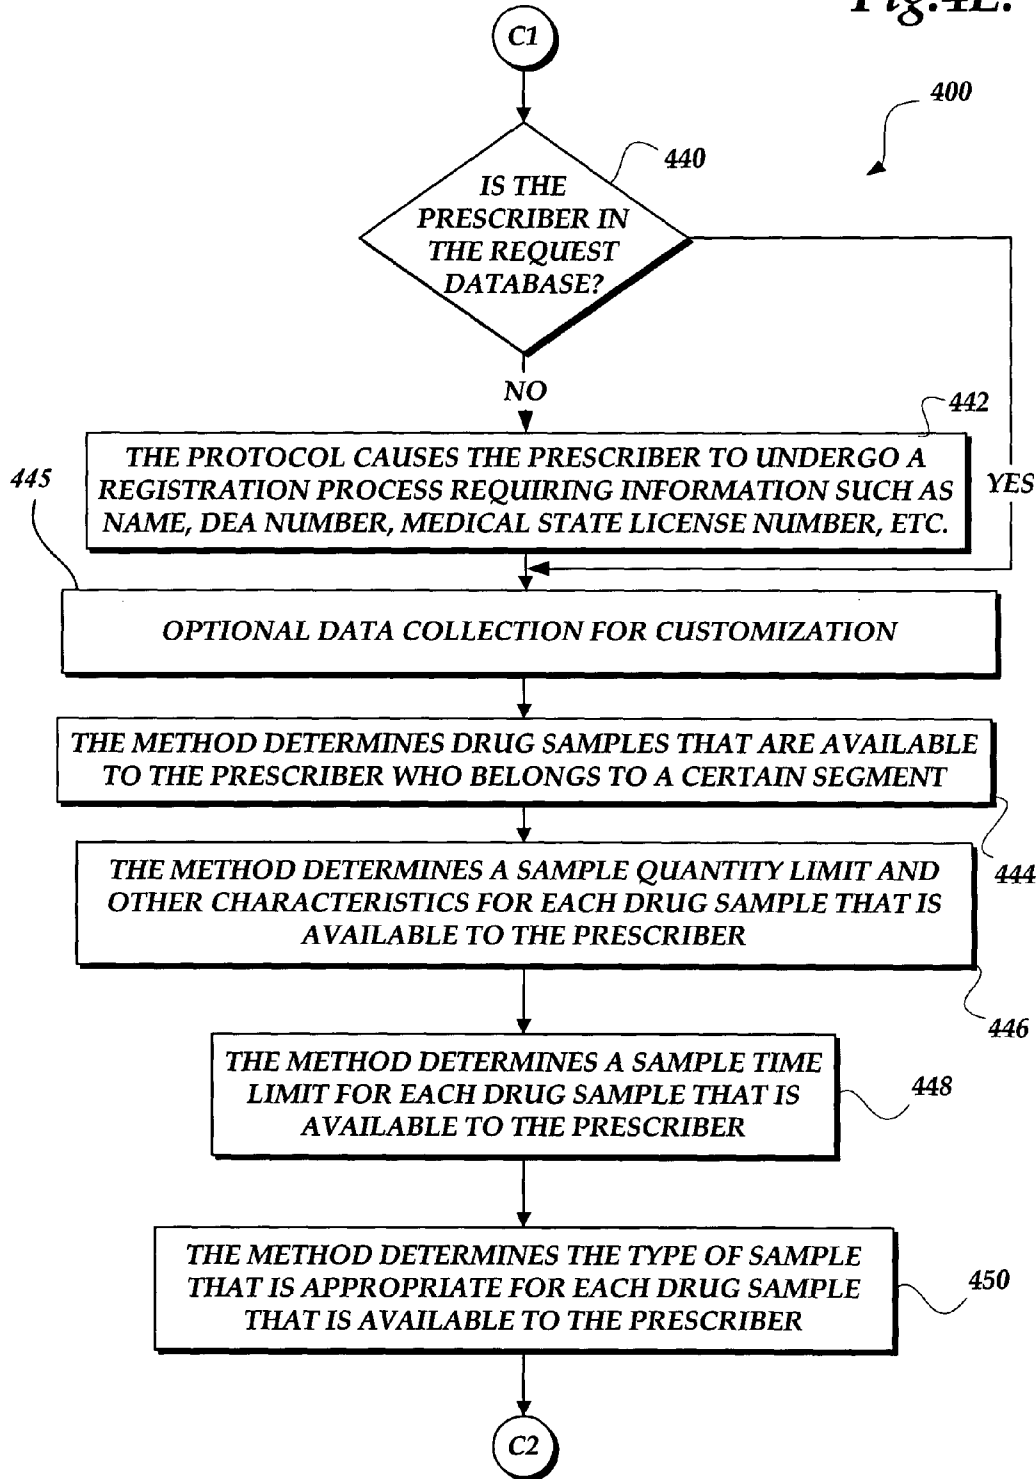 Fig.4E.
C1
400
440
IS THE
PRESCRIBER IN
THE REQUEST
DATABASE?
NO
442
YES
445
THE PROTOCOL CAUSES THE PRESCRIBER TO UNDERGO A
REGISTRATION PROCESS REQUIRING INFORMATION SUCH AS
NAME, DEA NUMBER, MEDICAL STATE LICENSE NUMBER, ETC.
OPTIONAL DATA COLLECTION FOR CUSTOMIZATION
THE METHOD DETERMINES DRUG SAMPLES THAT ARE AVAILABLE
TO THE PRESCRIBER WHO BELONGS TO A CERTAIN SEGMENT
444
THE METHOD DETERMINES A SAMPLE QUANTITY LIMIT AND
OTHER CHARACTERISTICS FOR EACH DRUG SAMPLE THAT IS
AVAILABLE TO THE PRESCRIBER
446
THE METHOD DETERMINES A SAMPLE TIME
LIMIT FOR EACH DRUG SAMPLE THAT IS
AVAILABLE TO THE PRESCRIBER
448
THE METHOD DETERMINES THE TYPE OF SAMPLE
THAT IS APPROPRIATE FOR EACH DRUG SAMPLE
THAT IS AVAILABLE TO THE PRESCRIBER
450
C2